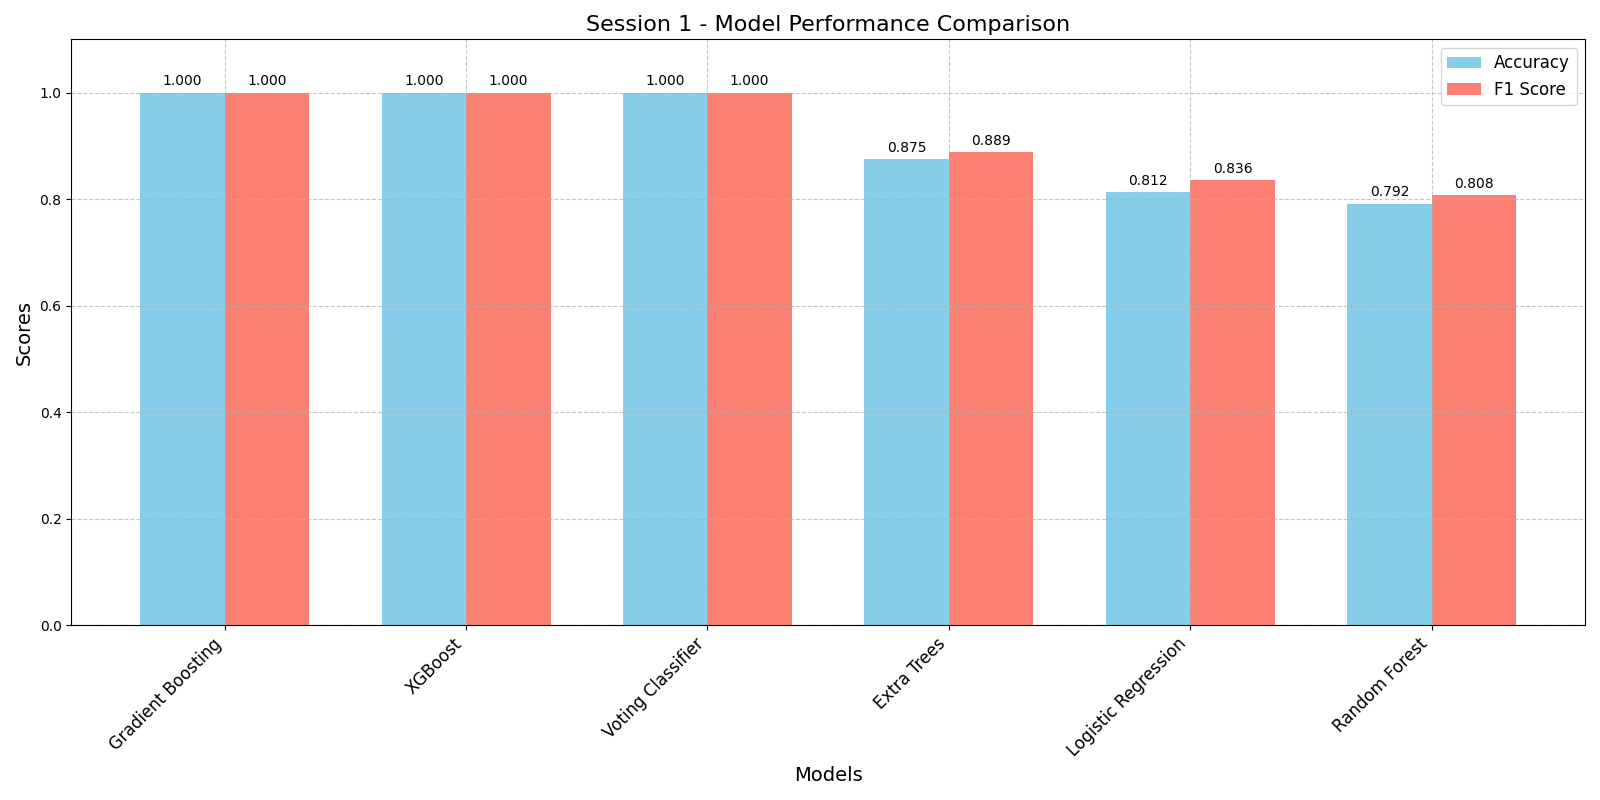 Session 1 - Model Performance Comparison
Accuracy
F1 Score
1.000 1.000 1.000 1.000 1.000 1.000
0.875 0.889
0.812 0.836
0.792 0.808
Scores
1.0
0.8
0.6
0.4
0.2
0.0
Gradient Boosting
XGBoost
Voting Classifier
Extra Trees
Logistic Regression
Random Forest
Models